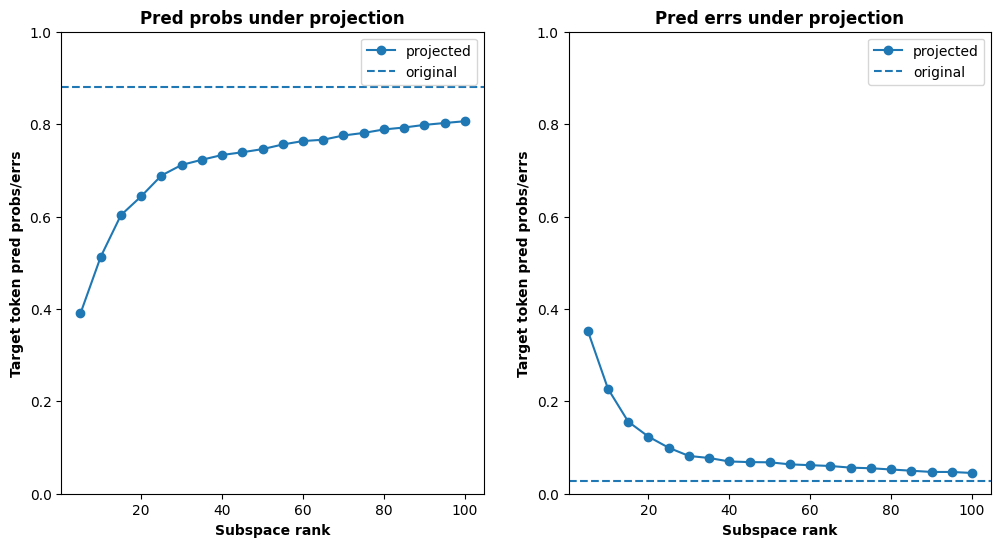 Pred probs under projection
1.0
0.8
0.6
0.4
0.2
0.0
Target token pred probs/errs
20
40
60
80
100
Subspace rank
projected
original
Pred errs under projection
1.0
0.8
0.6
0.4
0.2
0.0
Target token pred probs/errs
20
40
60
80
100
Subspace rank
projected
original